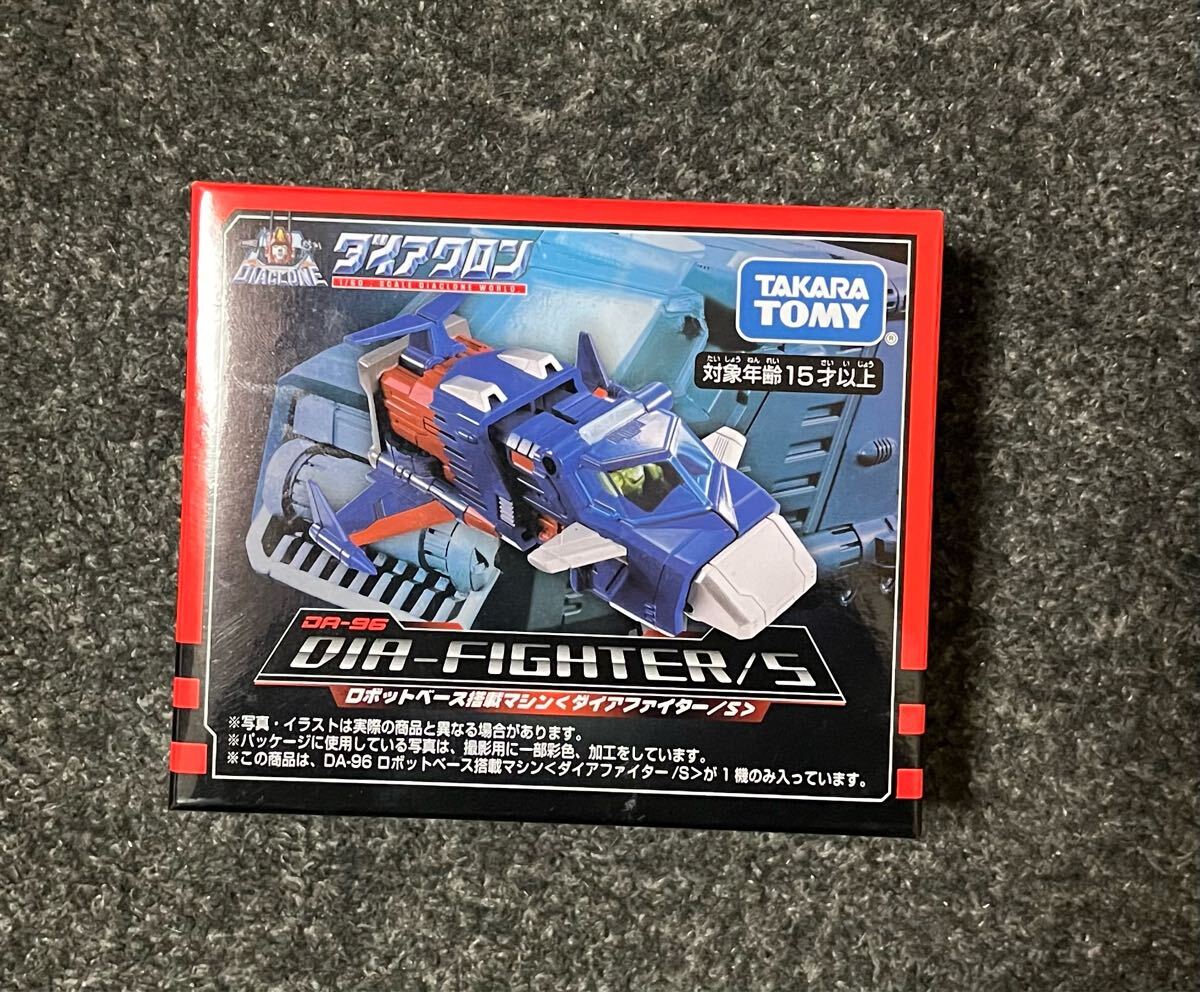 DIACLONE
ダイアクロン
1/60 : SCALE DIACLONE WORLD
TAKARA
TOMY
®
たいしょうねんれい さいいじょう
対象年齢15才以上
DA-96
DIA-FIGHTER/S
ロボットベース搭載マシン<ダイアファイター/S>
※写真・イラストは実際の商品と異なる場合があります。
※パッケージに使用している写真は、撮影用に一部彩色、加工をしています。
※この商品は、DA-96 ロボットベース搭載マシン<ダイアファイター/S>が1機のみ入っています。